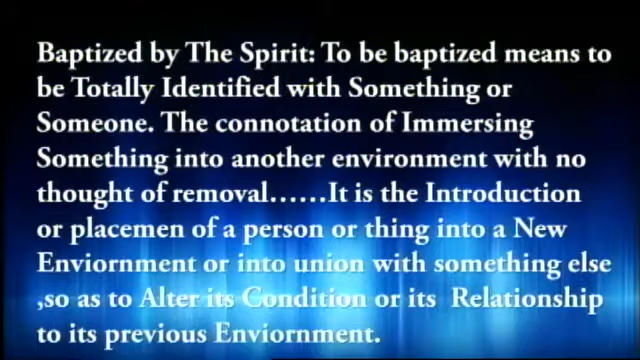 Baptized by The Spirit: To be baptized means to
be Totally Identified with Something or
Someone. The connotation of Immersing
Something into another environment with no
thought of removal......It is the Introduction
or placemen of a person or thing into a New
Enviornment or into union with something else
,so as to Alter its Condition or its Relationship
to its previous Enviornment.